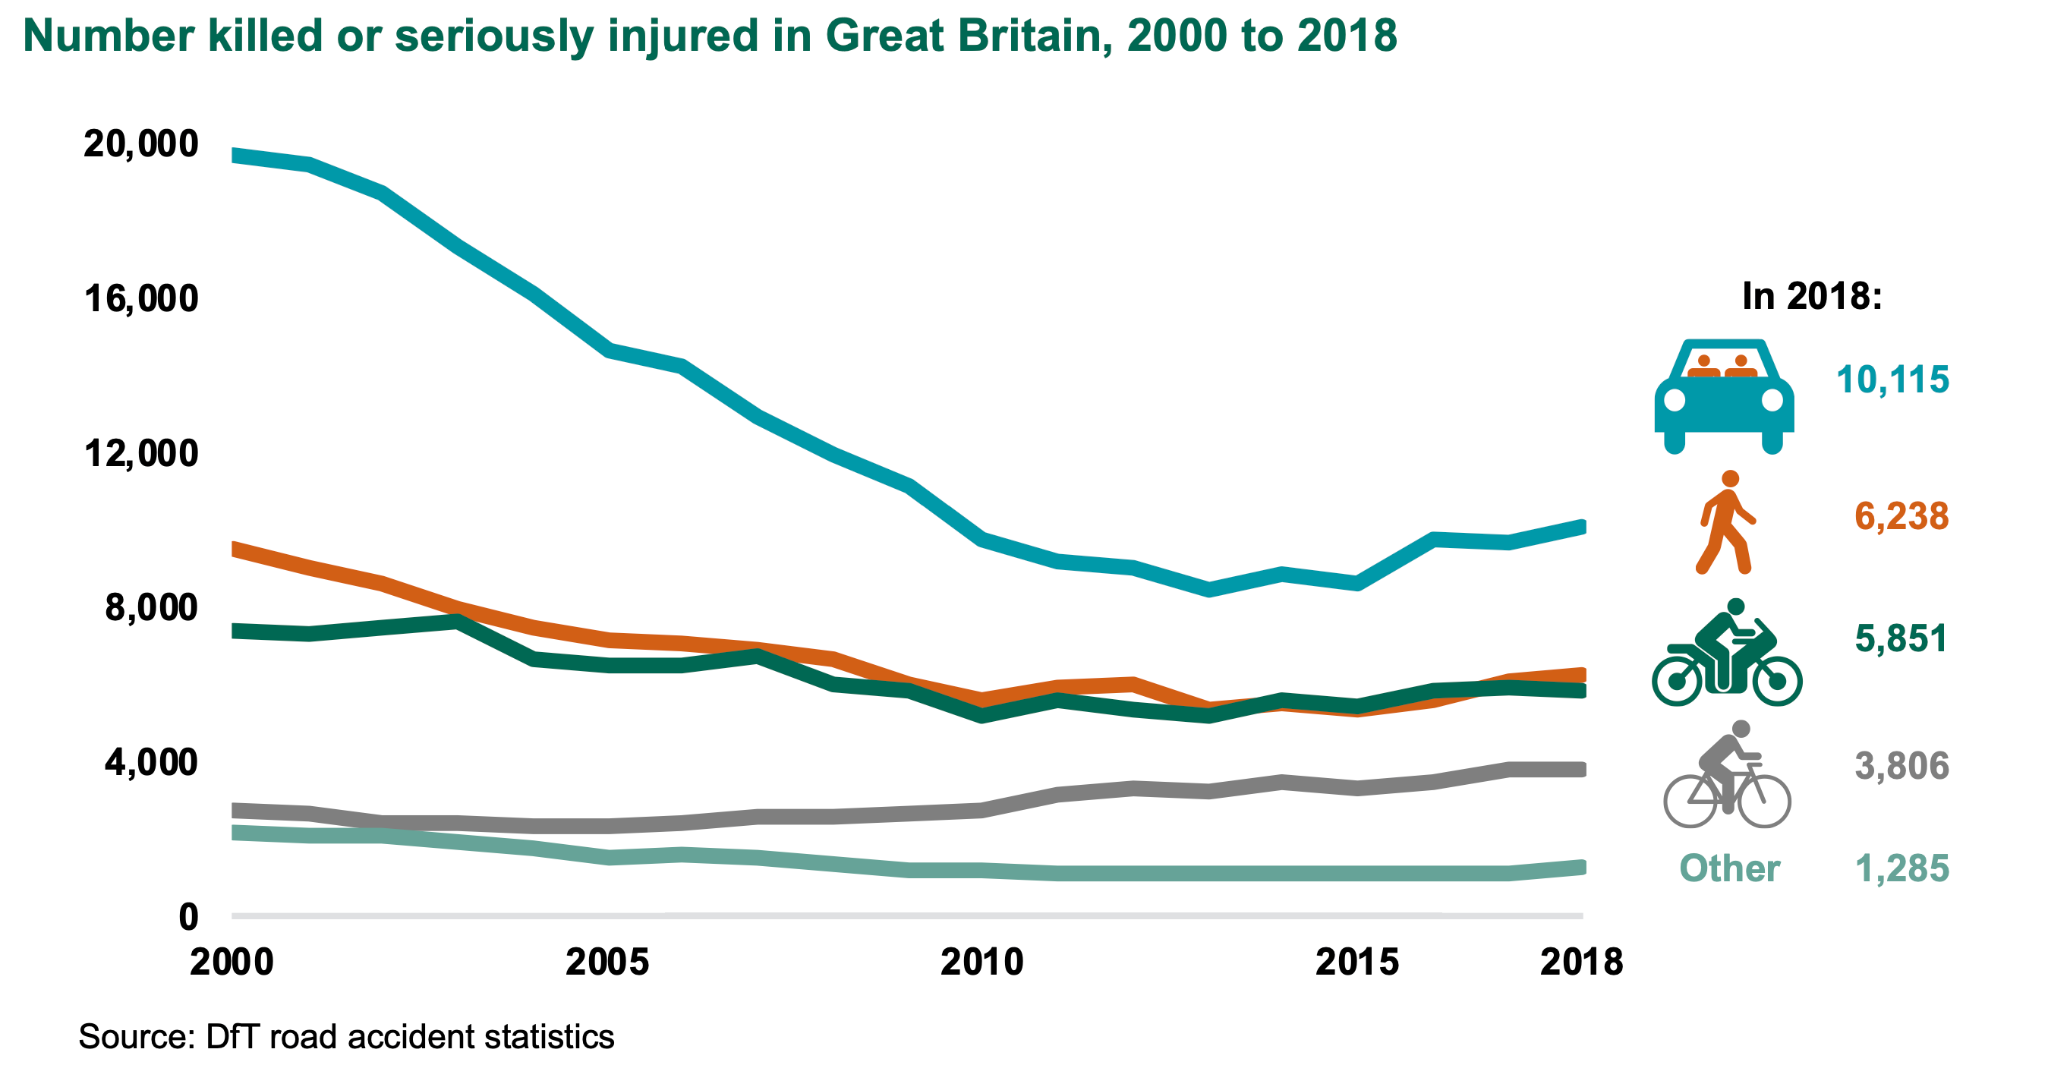 Number killed or seriously injured in Great Britain, 2000 to 2018
20,000
16,000
12,000
8,000
4,000
0
2000 2005 2010 2015 2018
In 2018:
10,115
6,238
5,851
3,806
Other 1,285
Source: DfT road accident statistics